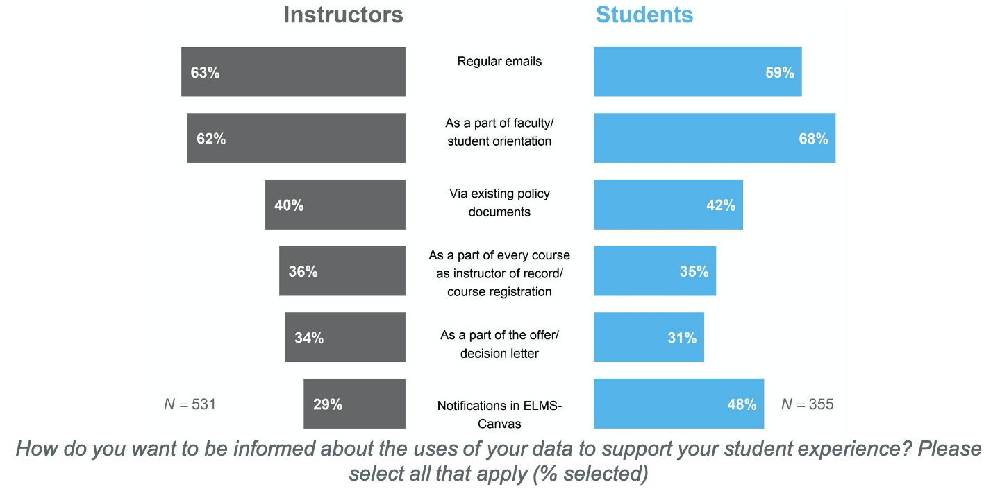 Instructors
Students
63%
Regular emails
59%
62%
As a part of faculty/
student orientation
68%
40%
Via existing policy
documents
42%
36%
As a part of every course
as instructor of record/
course registration
35%
34%
As a part of the offer/
decision letter
31%
N = 531
29%
Notifications in ELMS-
Canvas
48%
N = 355
How do you want to be informed about the uses of your data to support your student experience? Please
select all that apply (% selected)